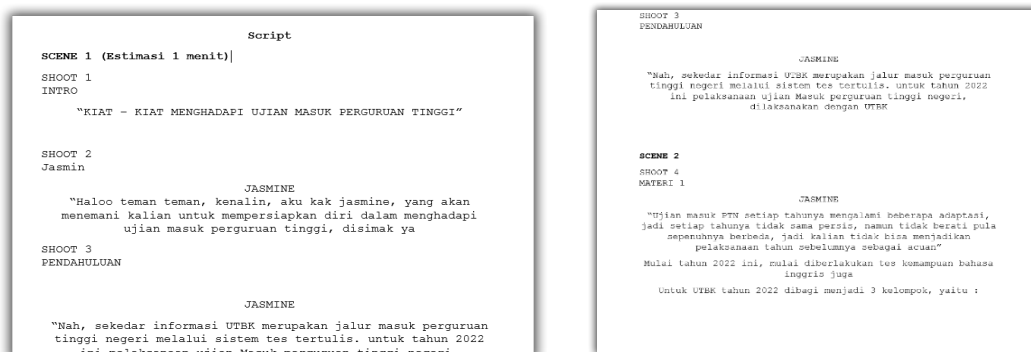 Script
SCENE 1 (Estimasi 1 menit)
SHOOT 1
INTRO
“KIAT – KIAT MENGHADAPI UJIAN MASUK PERGURUAN TINGGI”
SHOOT 2
Jasmin
JASMINE
“Haloo teman teman, kenalin, aku kak jasmine, yang akan
menemani kalian untuk mempersiapkan diri dalam menghadapi
ujian masuk perguruan tinggi, disimak ya
SHOOT 3
PENDAHULUAN
JASMINE
“Nah, sekedar informasi UTBK merupakan jalur masuk perguruan
tinggi negeri melalui sistem tes tertulis. untuk tahun 2022
ini pelaksanaan ujian Masuk perguruan tinggi negeri,
SHOOT 3
PENDAHULUAN
JASMINE
“Nah, sekedar informasi UTBK merupakan jalur masuk perguruan
tinggi negeri melalui sistem tes tertulis. untuk tahun 2022
ini pelaksanaan ujian Masuk perguruan tinggi negeri,
dilaksanakan dengan UTBK
SCENE 2
SHOOT 4
MATERI 1
JASMINE
“Ujian masuk PTN setiap tahunya mengalami beberapa adaptasi,
jadi setiap tahunya tidak sama persis, namun tidak berati pula
sepenuhnya berbeda, jadi kalian tidak bisa menjadikan
pelaksanaan tahun sebelumnya sebagai acuan”
Mulai tahun 2022 ini, mulai diberlakukan tes kemampuan bahasa
inggris juga
Untuk UTBK tahun 2022 dibagi menjadi 3 kelompok, yaitu :